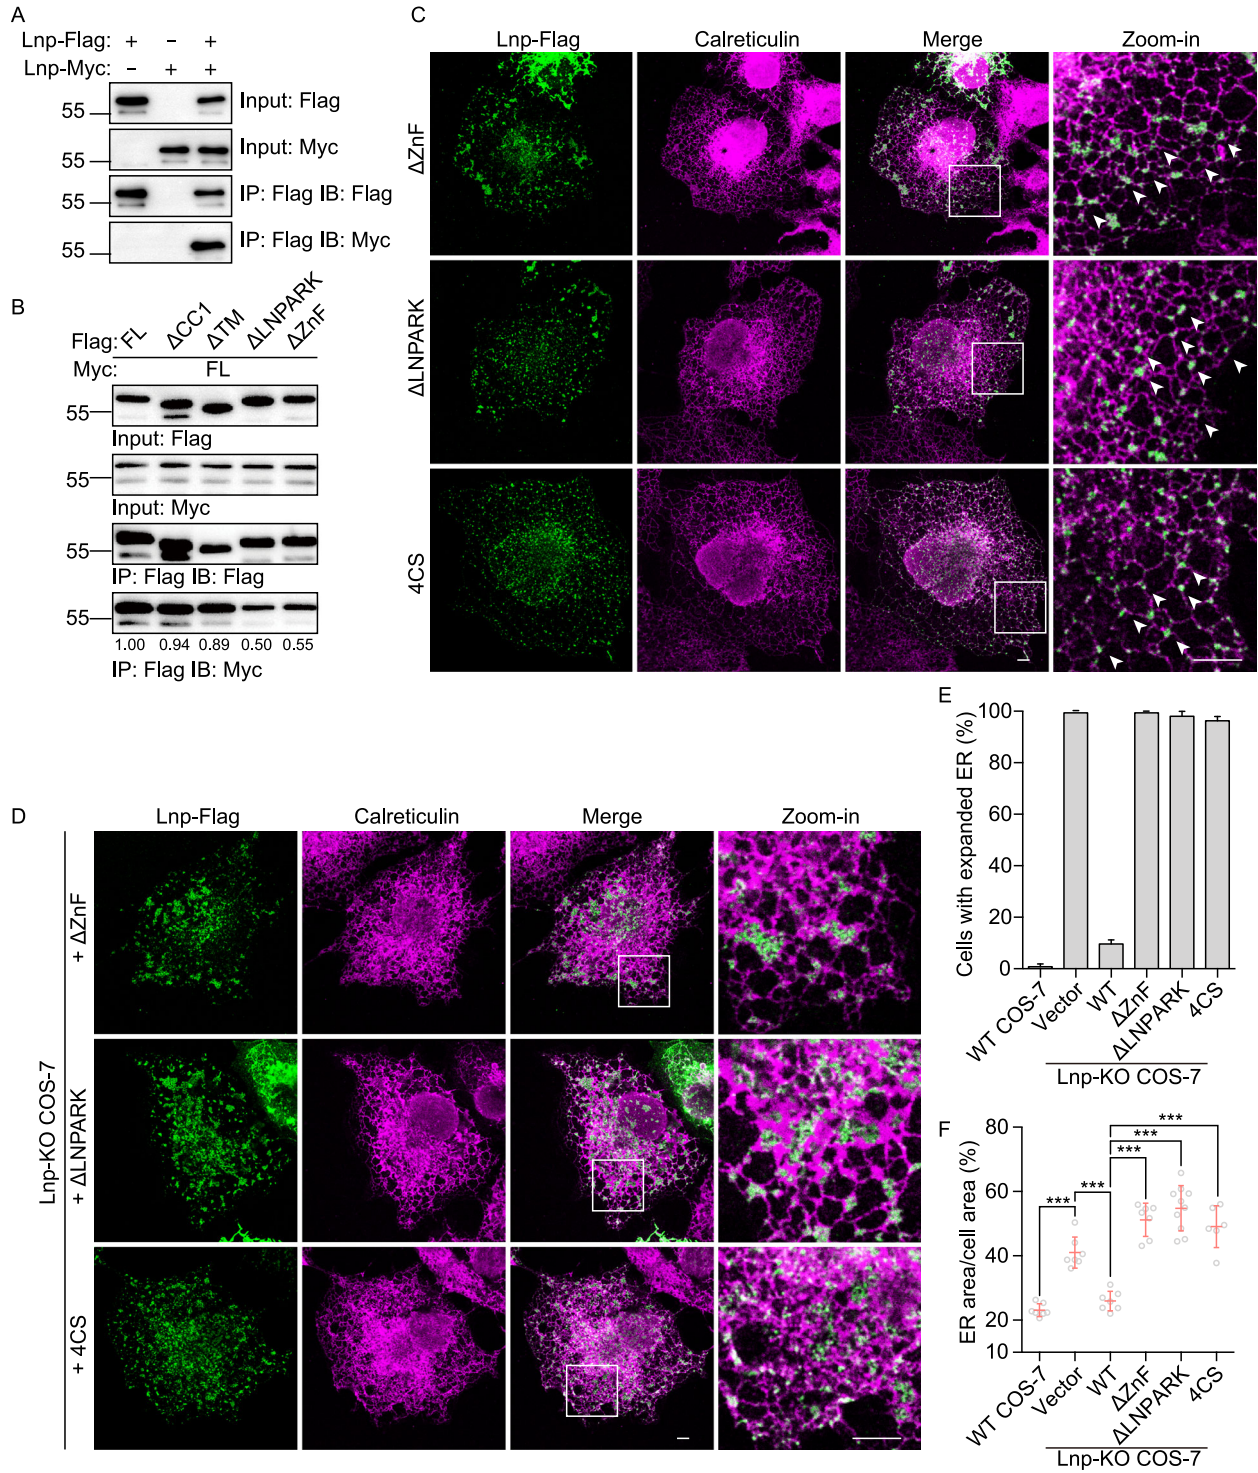 A
Lnp-Flag: + – +
Lnp-Myc: – + +
55
Input: Flag
55
Input: Myc
55
IP: Flag IB: Flag
55
IP: Flag IB: Myc
B
Flag: FL ΔCC1 ΔTM ΔLNPARK ΔZnF
Myc: FL
55
Input: Flag
55
Input: Myc
55
IP: Flag IB: Flag
55
1.00 0.94 0.89 0.50 0.55
IP: Flag IB: Myc
C
Lnp-Flag Calreticulin Merge Zoom-in
ΔZnF
ΔLNPARK
4CS
D
Lnp-Flag Calreticulin Merge Zoom-in
Lnp-KO COS-7
+ ΔZnF
+ ΔLNPARK
+ 4CS
E
Cells with expanded ER (%)
100
80
60
40
20
0
WT COS-7 Vector WT ΔZnF ΔLNPARK 4CS
Lnp-KO COS-7
F
ER area/cell area (%)
80
60
40
20
10
*** *** *** *** ***
WT COS-7 Vector WT ΔZnF ΔLNPARK 4CS
Lnp-KO COS-7